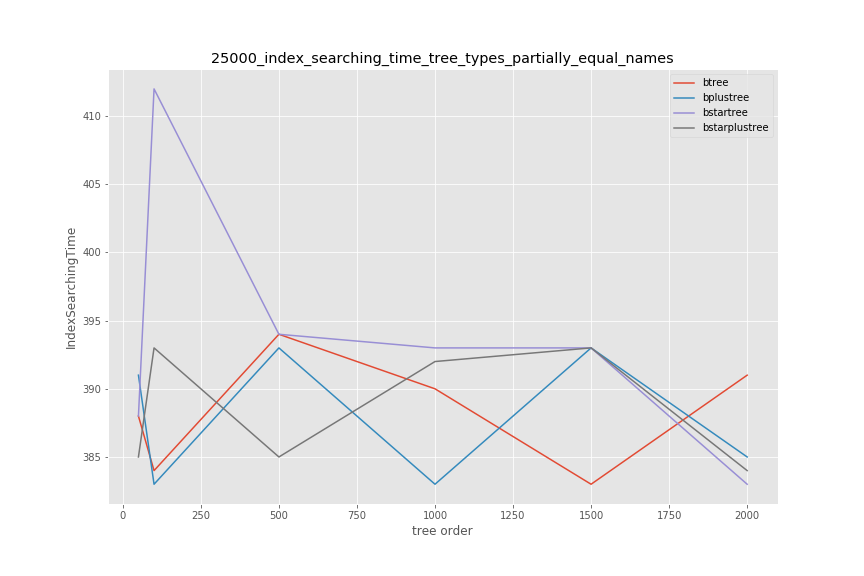 25000_index_searching_time_tree_types_partially_equal_names
btree
bplustree
bstartree
bstarplustree
IndexSearchingTime
410
405
400
395
390
385
0 250 500 750 1000 1250 1500 1750 2000
tree order